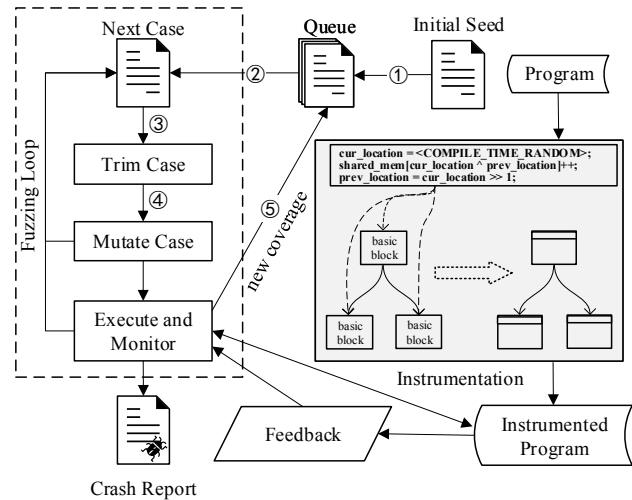 Next Case
Queue
Initial Seed
②
①
Program
③
Trim Case
④
Mutate Case
Fuzzing Loop
⑤
new coverage
cur_location = <COMPILE_TIME_RANDOM>;
shared_mem[cur_location ^ prev_location]++;
prev_location = cur_location >> 1;
basic
block
basic
block
basic
block
Execute and
Monitor
Instrumentation
Feedback
Instrumented
Program
Crash Report